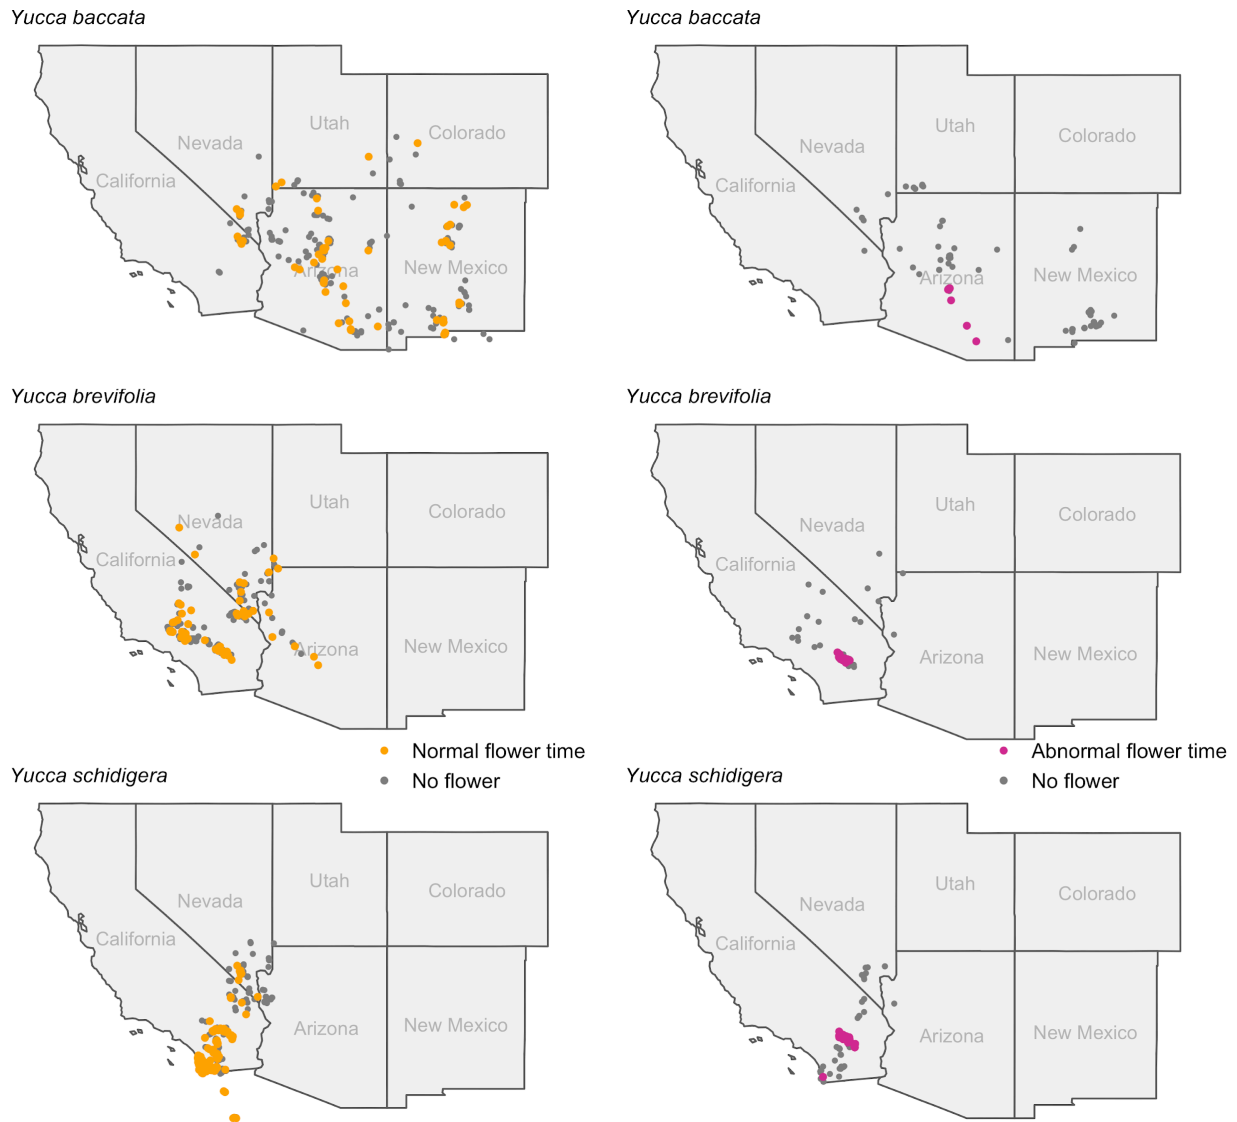 Yucca baccata
Yucca baccata
Nevada
Utah
Colorado
California
Arizona
New Mexico
Nevada
Utah
Colorado
California
Arizona
New Mexico
Yucca brevifolia
Yucca brevifolia
Nevada
Utah
Colorado
California
Arizona
New Mexico
Nevada
Utah
Colorado
California
Arizona
New Mexico
Normal flower time
No flower
Abnormal flower time
No flower
Yucca schidigera
Yucca schidigera
Nevada
Utah
Colorado
California
Arizona
New Mexico
Nevada
Utah
Colorado
California
Arizona
New Mexico